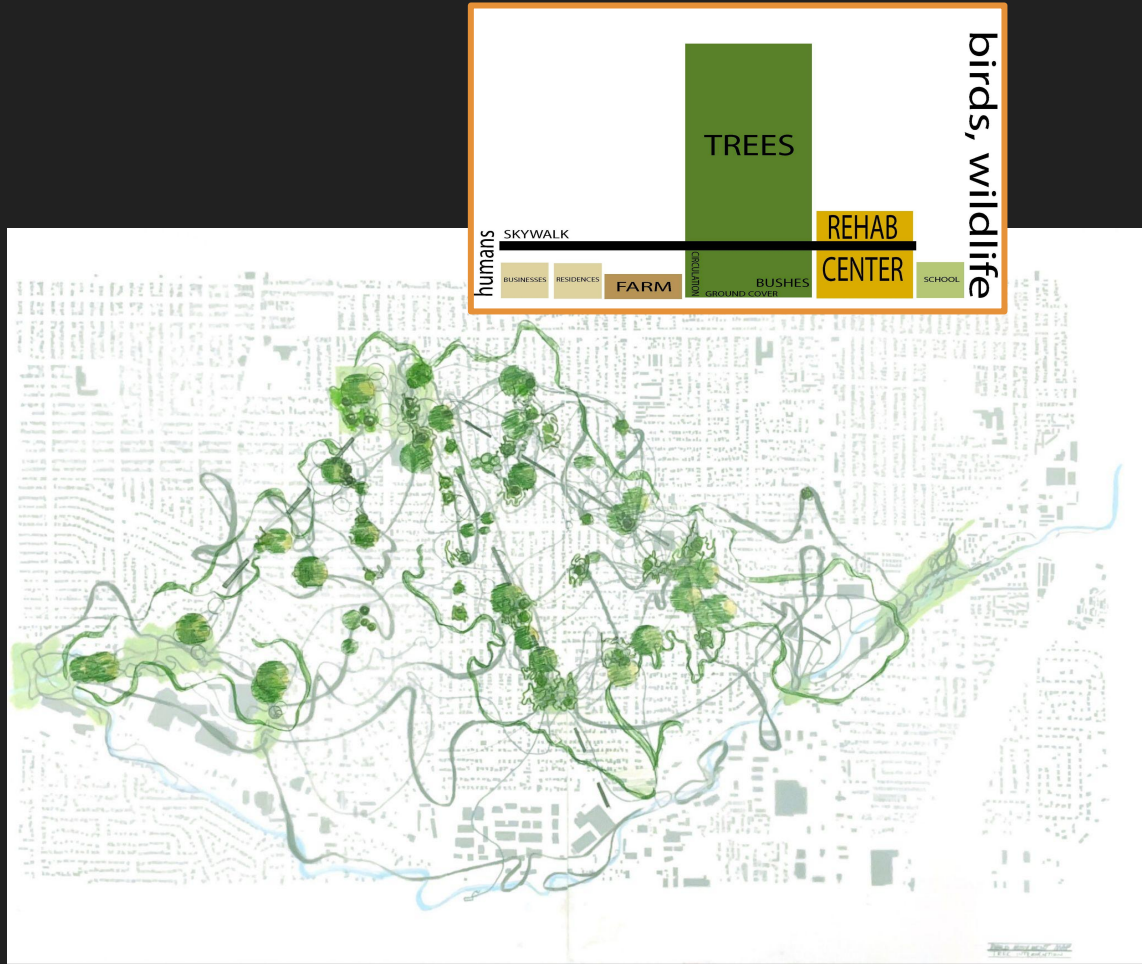 birds, wildlife
TREES
REHAB
SKYWALK
humans
CENTER
CIRCULATION
BUSHES
BUSINESSES
RESIDENCES
FARM
SCHOOL
GROUND COVER